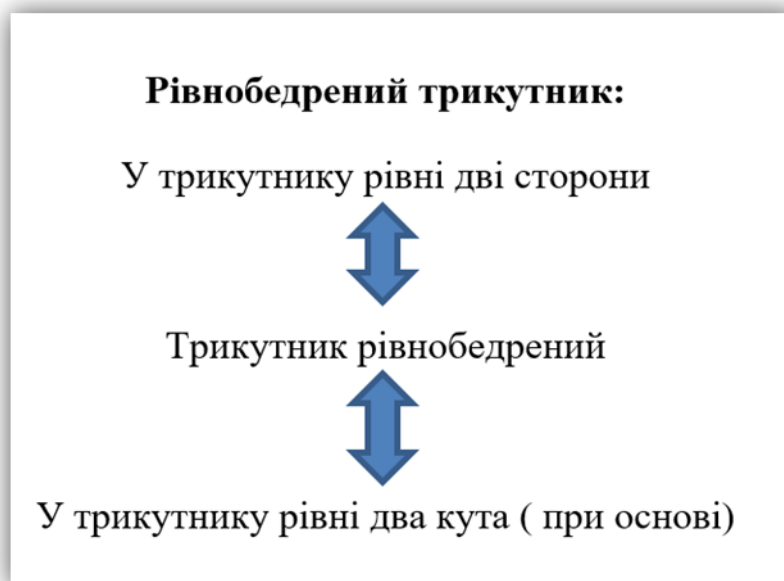 Рівнобедрений трикутник:
У трикутнику рівні дві сторони
Трикутник рівнобедрений
У трикутнику рівні два кута ( при основі)